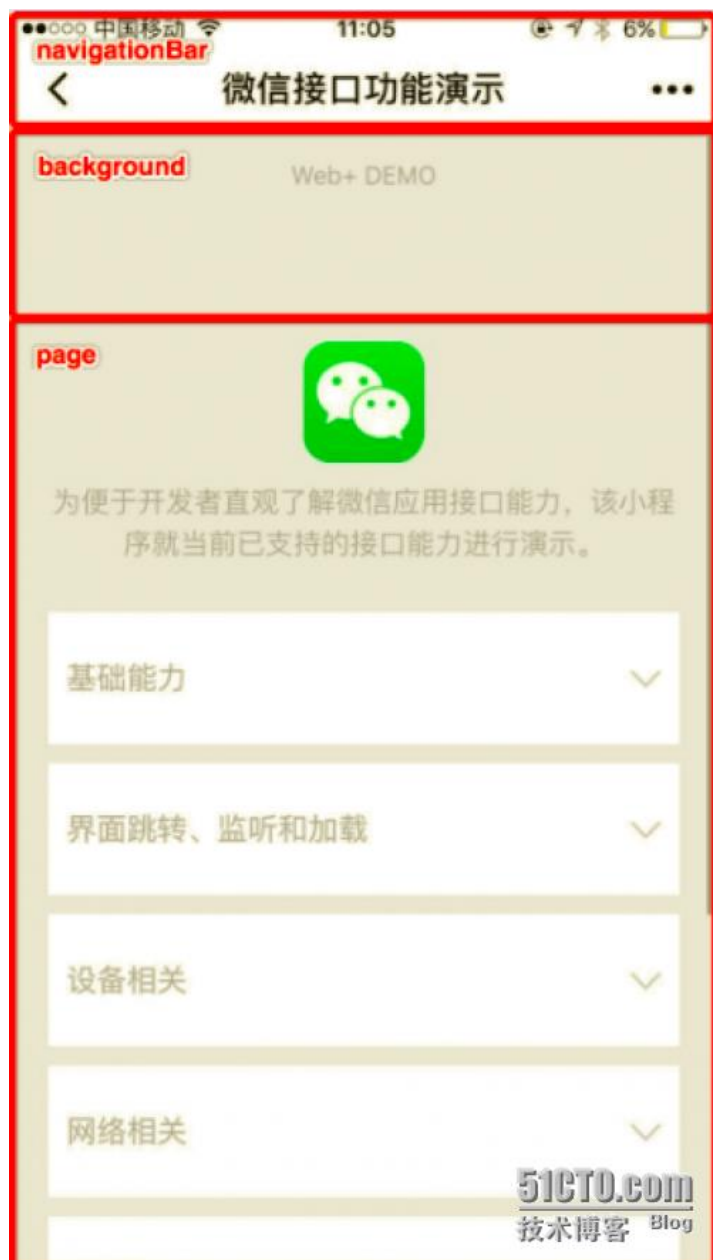 中国移动 11:05 6%
navigationBar
微信接口功能演示
background
Web+ DEMO
page
为便于开发者直观了解微信应用接口能力，该小程
序就当前已支持的接口能力进行演示。
基础能力
界面跳转、监听和加载
设备相关
网络相关
51CTO.com
技术博客 Blog